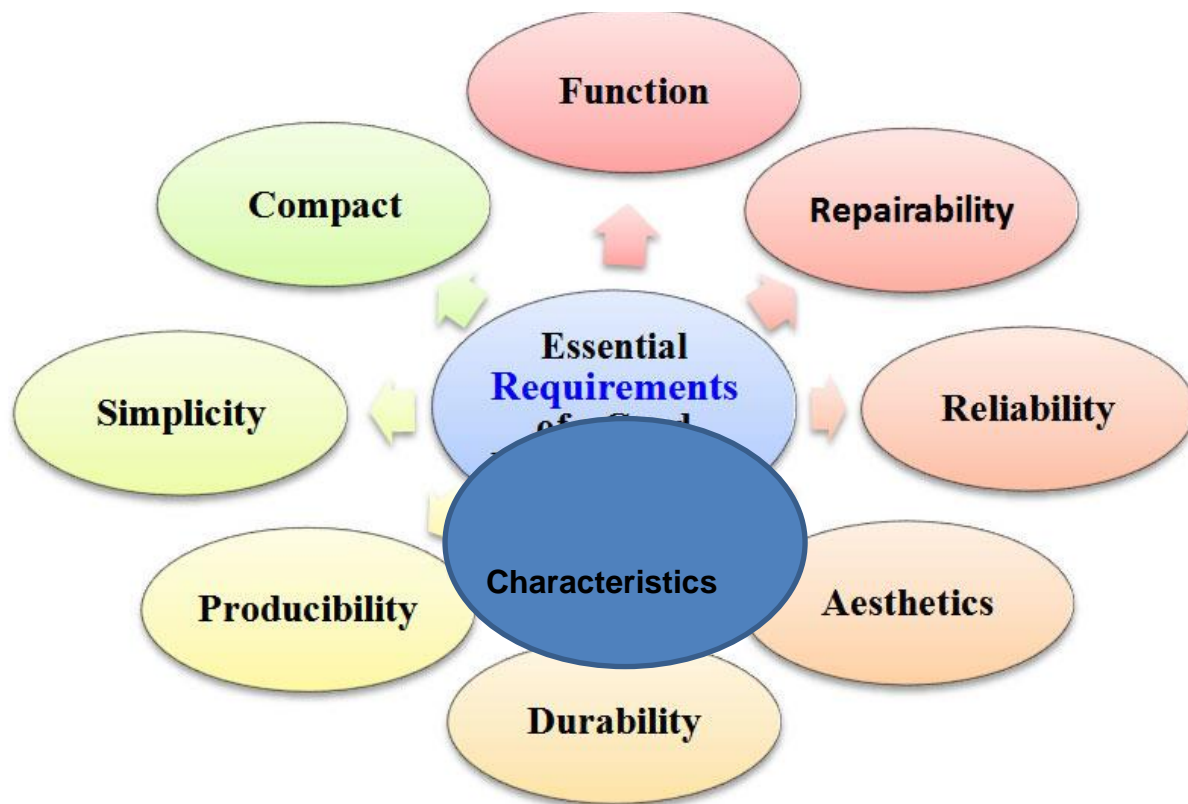 Function
Compact
Repairability
Essential
Requirements
Simplicity
Reliability
Characteristics
Producibility
Aesthetics
Durability